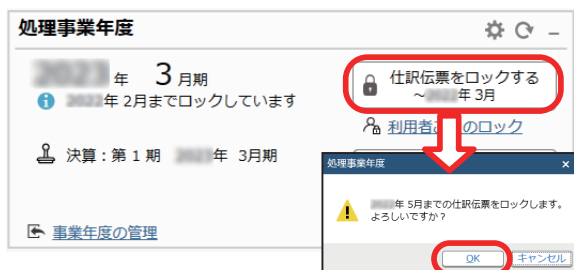 処理事業年度
年 3月期
年 2月までロックしています
仕訳伝票をロックする
～ 年 3月
利用者 のロック
決算：第 1 期 年 3月期
事業年度の管理
処理事業年度
年 5月までの仕訳伝票をロックします。
よろしいですか？
OK キャンセル